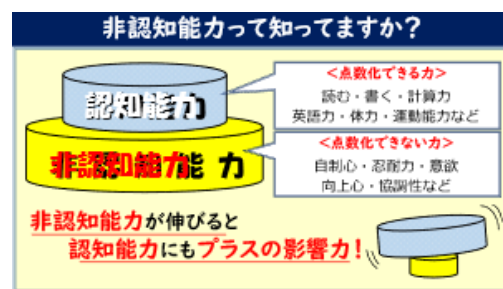 非認知能力って知ってますか？
認知能力
<点数化できる力>
読む・書く・計算力
英語力・体力・運動能力など
非認知能力
<点数化できない力>
自制心・忍耐力・意欲
向上心・協調性など
非認知能力が伸びると
認知能力にもプラスの影響力！